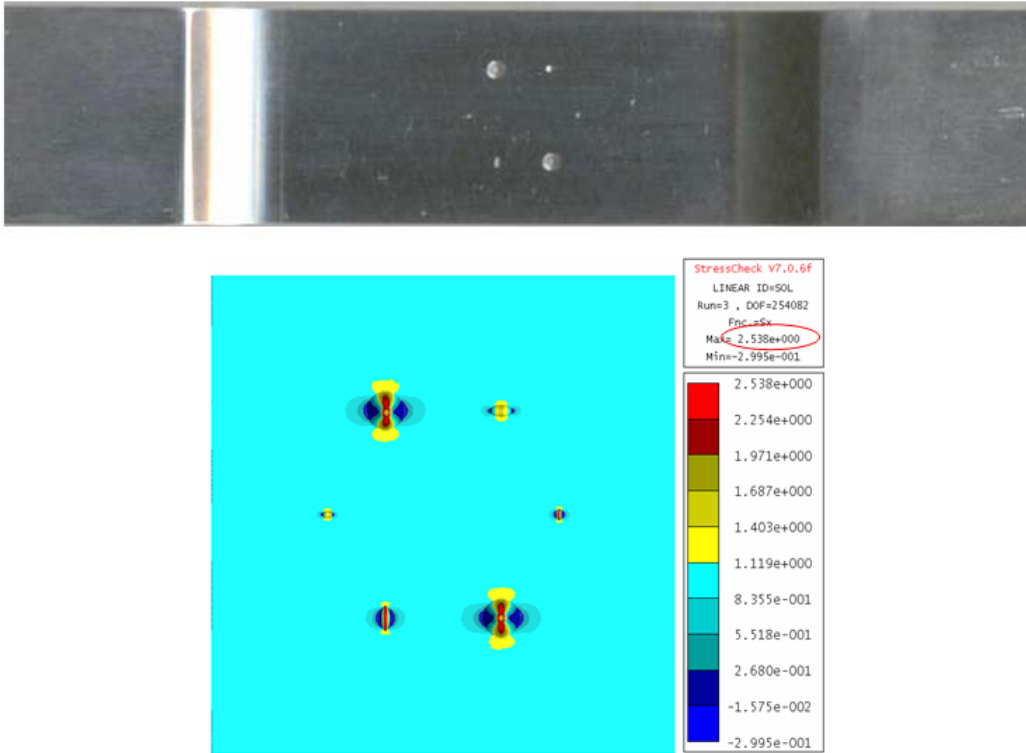 StressCheck V7.0.6f
LINEAR ID=SOL
Run=3 , DOF=254082
Fnc.=Sx
Max= 2.538e+000
Min=-2.995e-001
2.538e+000
2.254e+000
1.971e+000
1.687e+000
1.403e+000
1.119e+000
8.355e-001
5.518e-001
2.680e-001
-1.575e-002
-2.995e-001